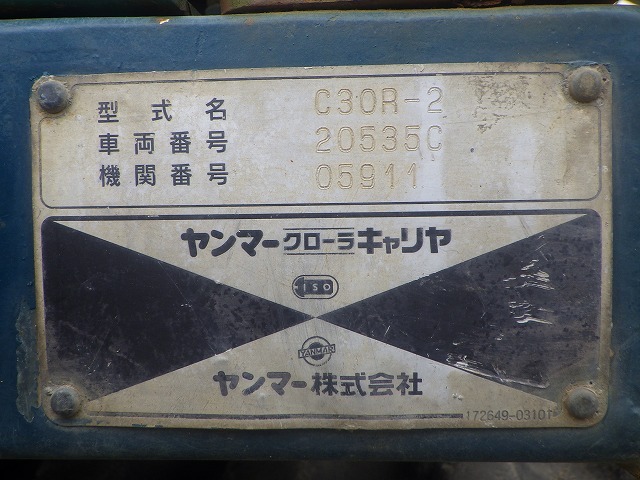 型式名 C30R-2
車両番号 20535C
機関番号 05911
ヤンマークローラキャリヤ
ISO
YANMAR
ヤンマー株式会社
172649-03101